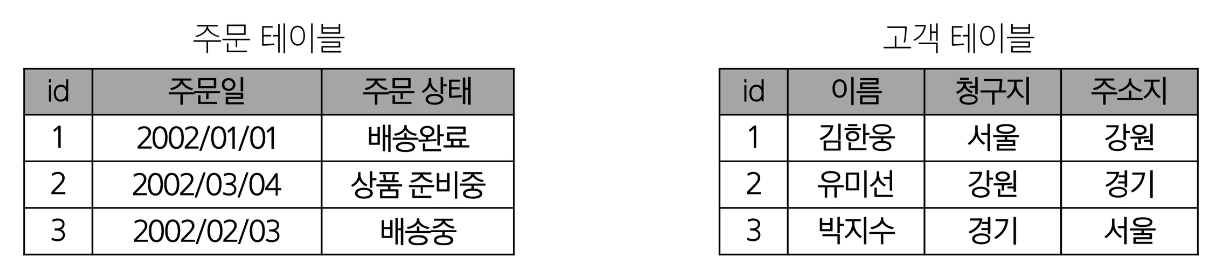 주문 테이블
id 주문일 주문 상태
1 2002/01/01 배송완료
2 2002/03/04 상품 준비중
3 2002/02/03 배송중
고객 테이블
id 이름 청구지 주소지
1 김한웅 서울 강원
2 유미선 강원 경기
3 박지수 경기 서울